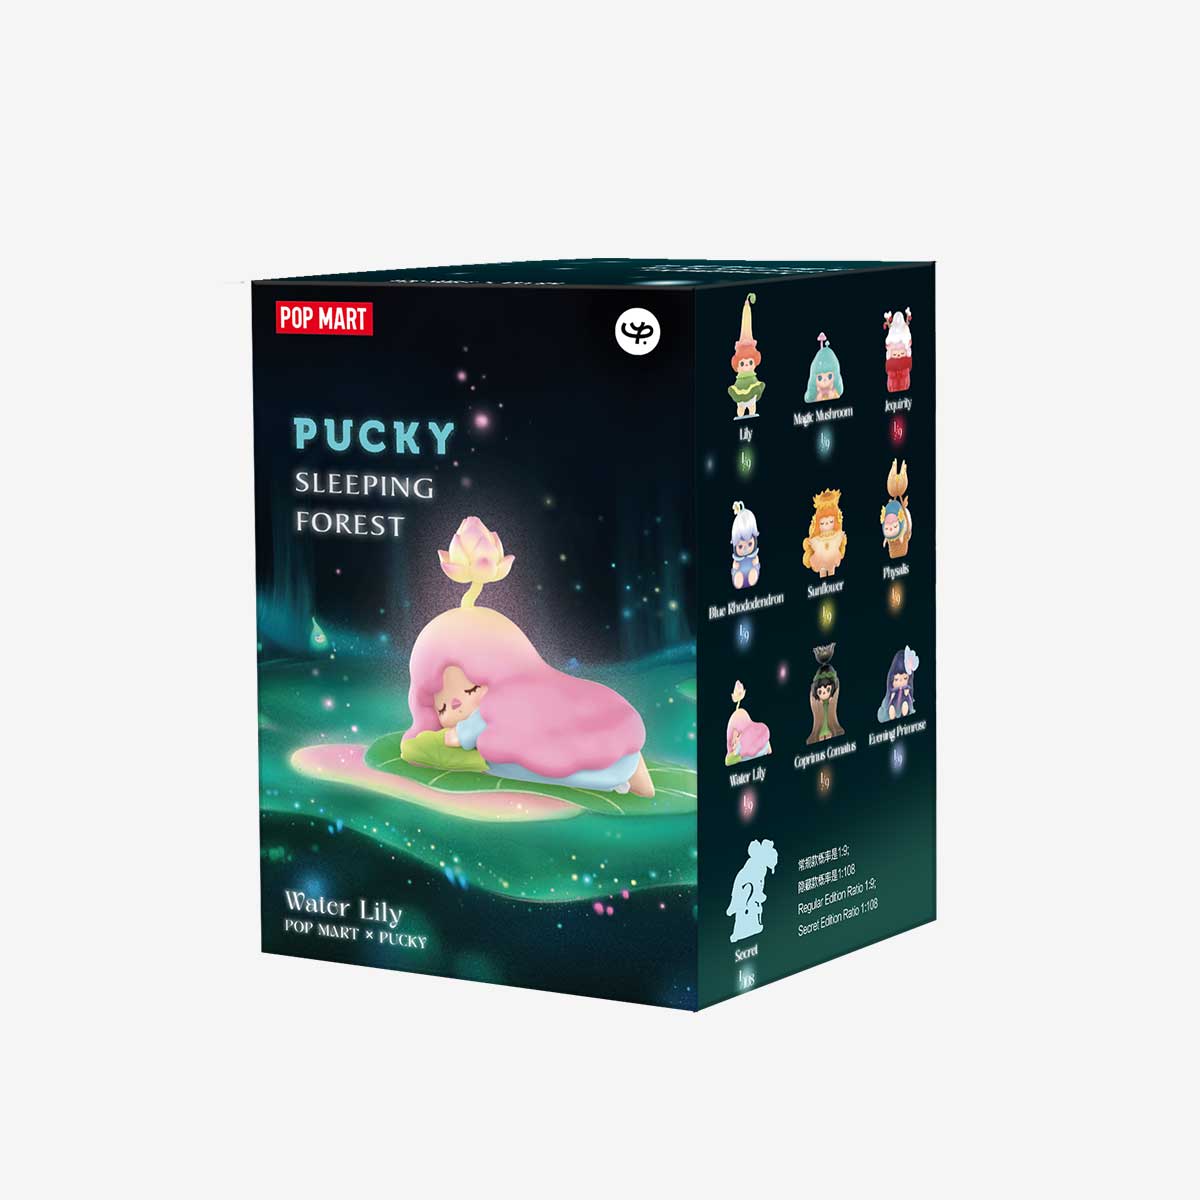 POP MART
PUCKY
SLEEPING
FOREST
Water Lily
POP MART × PUCKY
Lily
1/9
Magic Mushroom
1/9
Jequirity
1/9
Blue Rhododendron
1/9
Sunflower
1/9
Physalis
1/9
Water Lily
1/9
Coprinus Comatus
1/9
Evening Primrose
1/9
?
Secret
1/108
常规款概率是1:9;
隐藏款概率是1:108
Regular Edition Ratio 1:9;
Secret Edition Ratio 1:108